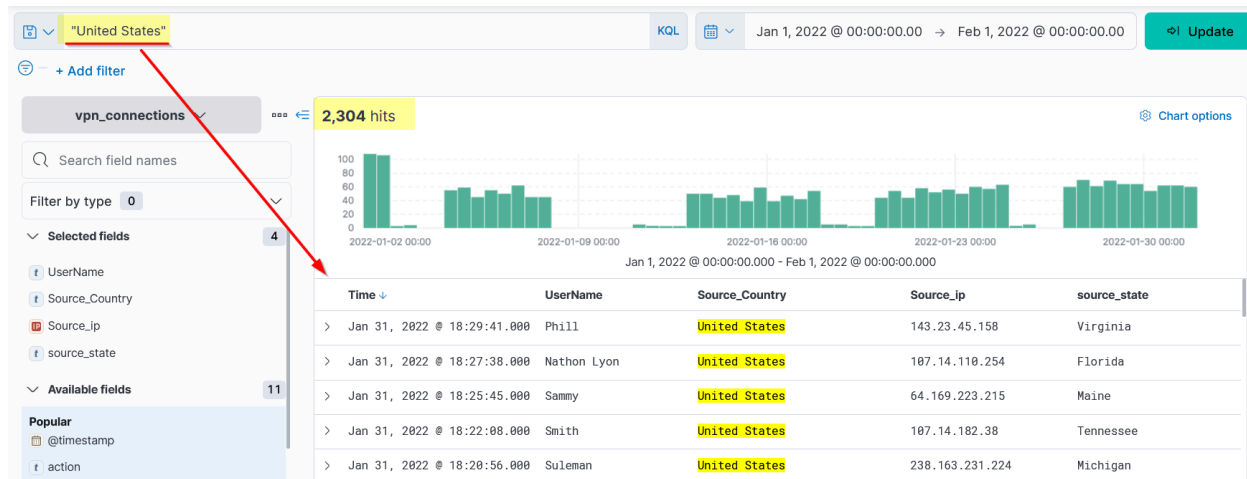 "United States" KQL Jan 1, 2022 @ 00:00:00.00 → Feb 1, 2022 @ 00:00:00.00 Update
+ Add filter
vpn_connections
Search field names
Filter by type 0
Selected fields 4
UserName
Source_Country
Source_ip
source_state
Available fields 11
Popular
@timestamp
action
2,304 hits
Chart options
100
80
60
40
20
0
2022-01-02 00:00 2022-01-09 00:00 2022-01-16 00:00 2022-01-23 00:00 2022-01-30 00:00
Jan 1, 2022 @ 00:00:00.000 - Feb 1, 2022 @ 00:00:00.000
Time UserName Source_Country Source_ip source_state
Jan 31, 2022 @ 18:29:41.000 Phill United States 143.23.45.158 Virginia
Jan 31, 2022 @ 18:27:38.000 Nathon Lyon United States 107.14.110.254 Florida
Jan 31, 2022 @ 18:25:45.000 Sammy United States 64.169.223.215 Maine
Jan 31, 2022 @ 18:22:08.000 Smith United States 107.14.182.38 Tennessee
Jan 31, 2022 @ 18:20:56.000 Suleman United States 238.163.231.224 Michigan